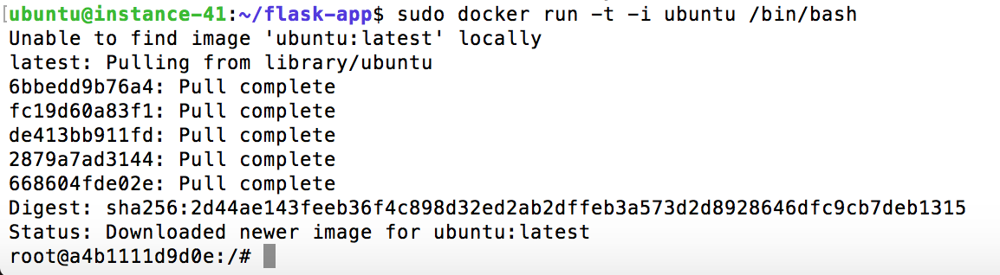 [ubuntu@instance-41:~/flask-app$ sudo docker run -t -i ubuntu /bin/bash
Unable to find image 'ubuntu:latest' locally
latest: Pulling from library/ubuntu
6bbedd9b76a4: Pull complete
fc19d60a83f1: Pull complete
de413bb911fd: Pull complete
2879a7ad3144: Pull complete
668604fde02e: Pull complete
Digest: sha256:2d44ae143feeb36f4c898d32ed2ab2dffeb3a573d2d8928646dfc9cb7deb1315
Status: Downloaded newer image for ubuntu:latest
root@a4b1111d9d0e:/#